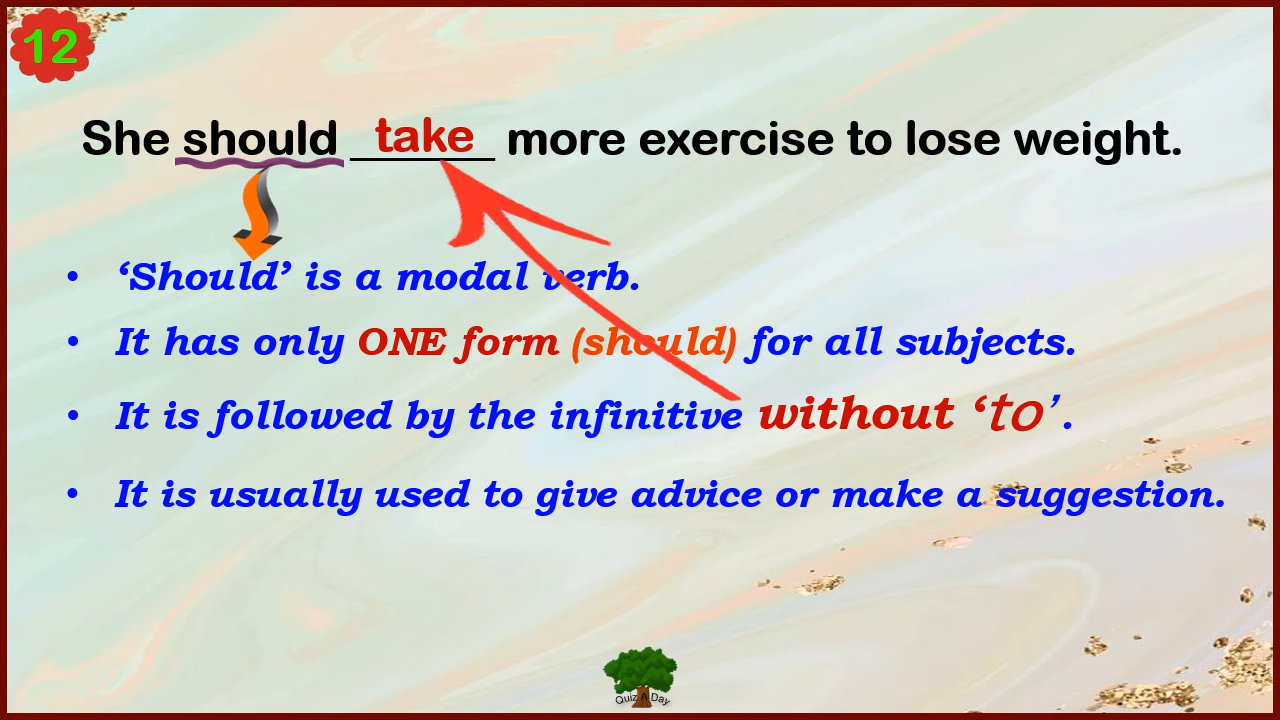 12
She should take more exercise to lose weight.
• ‘Should’ is a modal verb.
• It has only ONE form (should) for all subjects.
• It is followed by the infinitive without ‘to’.
• It is usually used to give advice or make a suggestion.
Quiz A Day